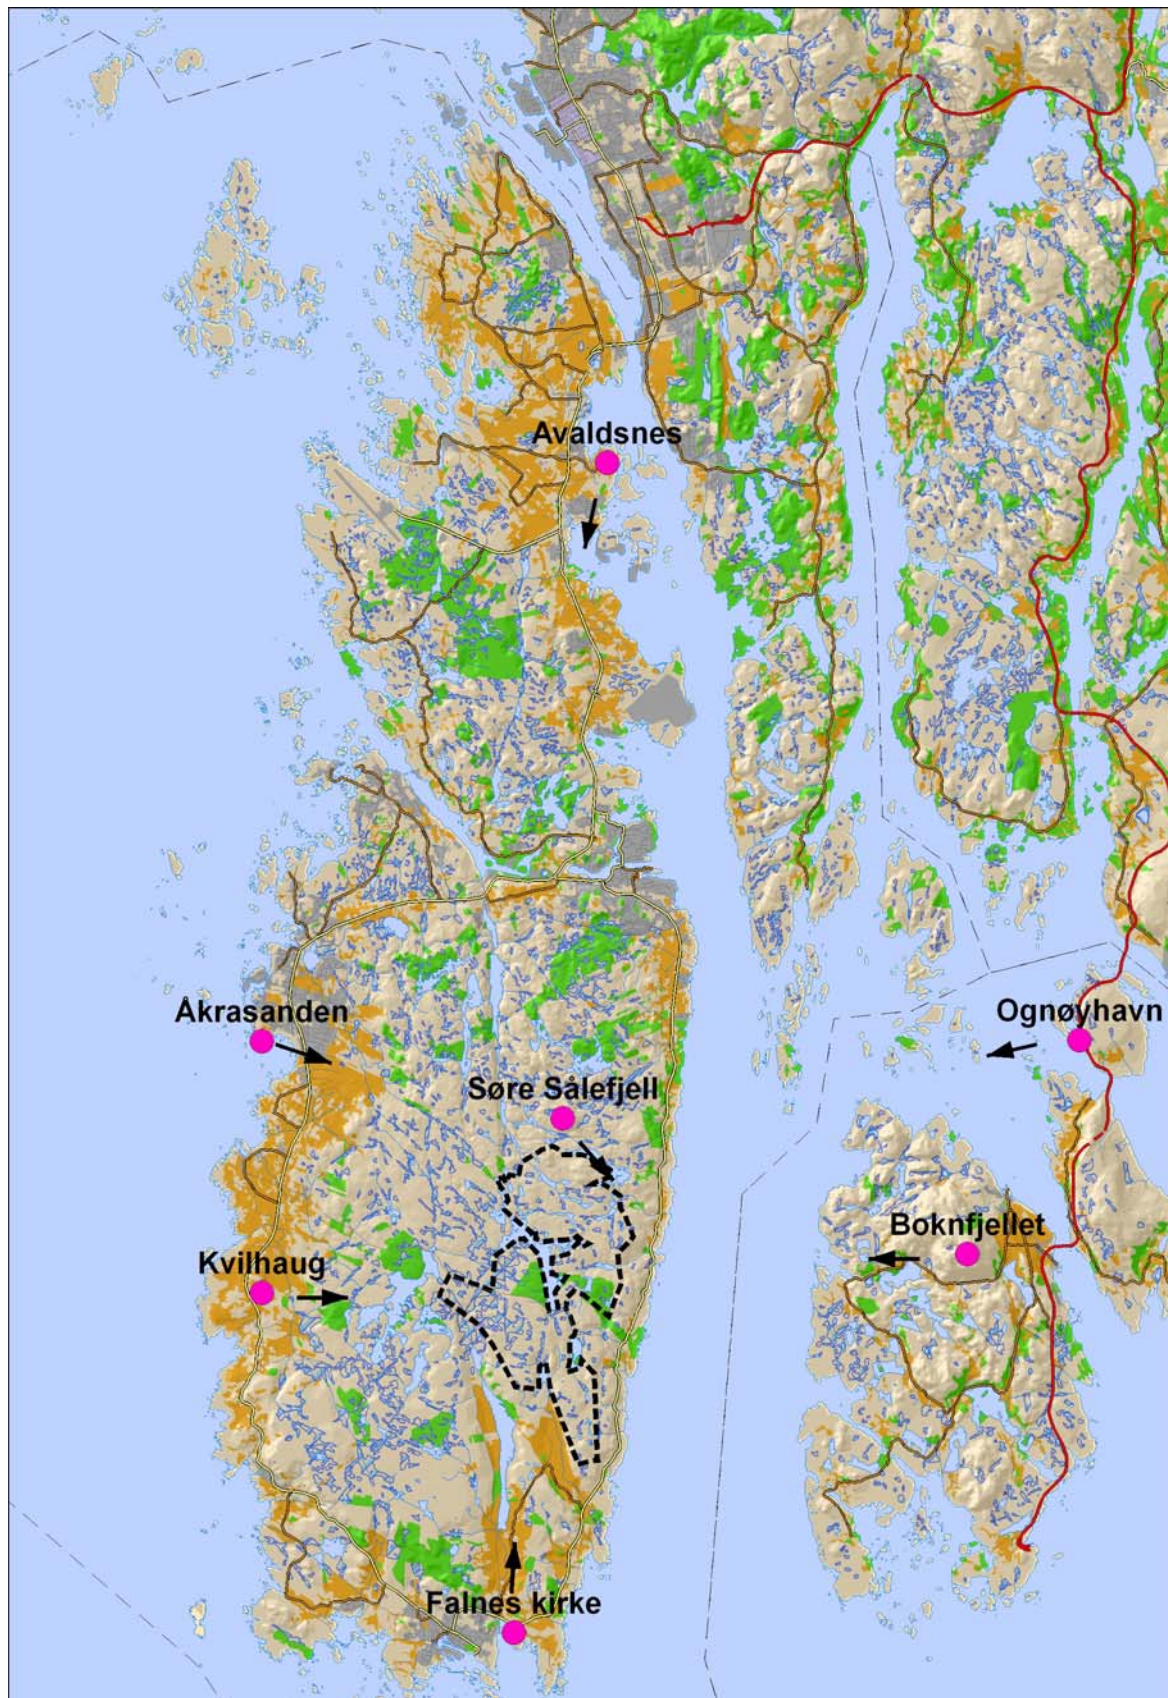 Avaldsnes
Åkrasanden
Ognøyhavn
Søre Sålefjell
Boknfjellet
Kvilhaug
Falnes kirke